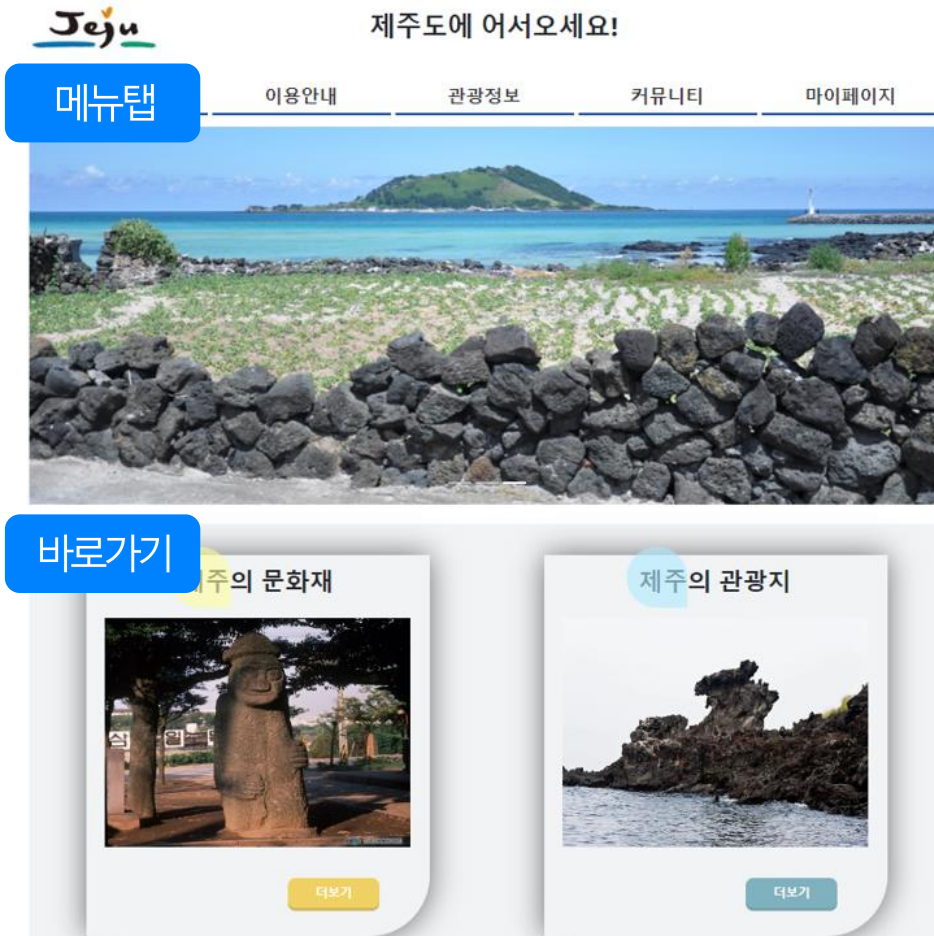 Jeju
제주도에 어서오세요!
메뉴탭
이용안내 관광정보 커뮤니티 마이페이지
바로가기
주의 문화재
제주의 관광지
삼 원
더보기
더보기